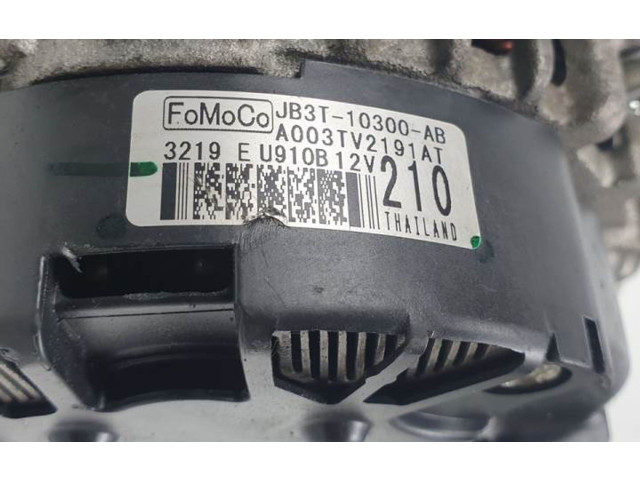 FoMoCo JB3T-10300-AB
A003TV2191AT
3219 E U910B 12V
210
THAILAND